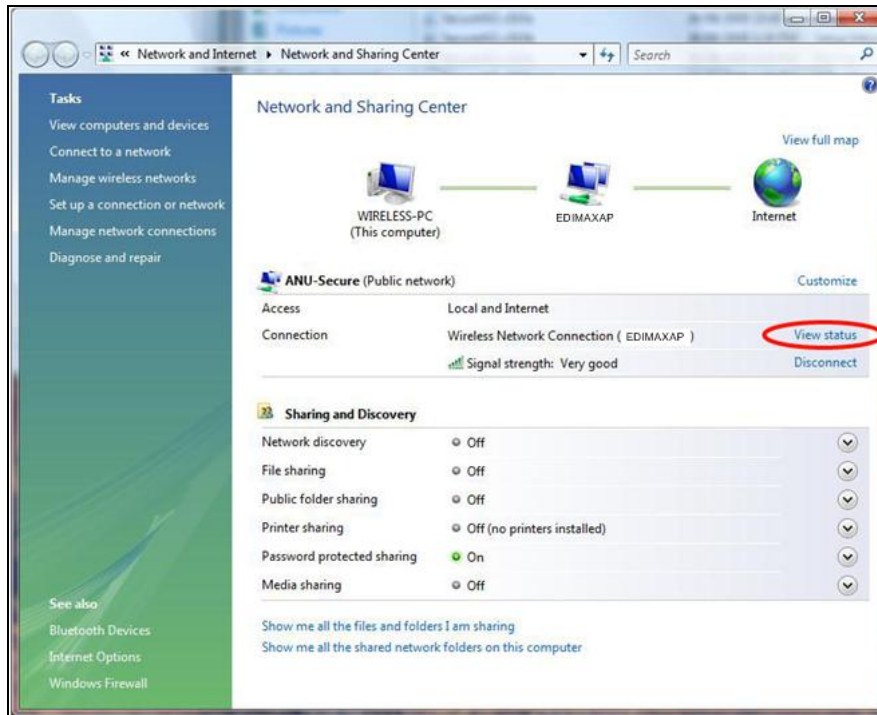 « Network and Internet ▸ Network and Sharing Center
Search
Tasks
View computers and devices
Connect to a network
Manage wireless networks
Set up a connection or network
Manage network connections
Diagnose and repair
See also
Bluetooth Devices
Internet Options
Windows Firewall
Network and Sharing Center
View full map
WIRELESS-PC
(This computer)
EDIMAXAP
Internet
ANU-Secure (Public network) Customize
Access Local and Internet
Connection Wireless Network Connection ( EDIMAXAP ) View status
Signal strength: Very good Disconnect
Sharing and Discovery
Network discovery Off
File sharing Off
Public folder sharing Off
Printer sharing Off (no printers installed)
Password protected sharing On
Media sharing Off
Show me all the files and folders I am sharing
Show me all the shared network folders on this computer